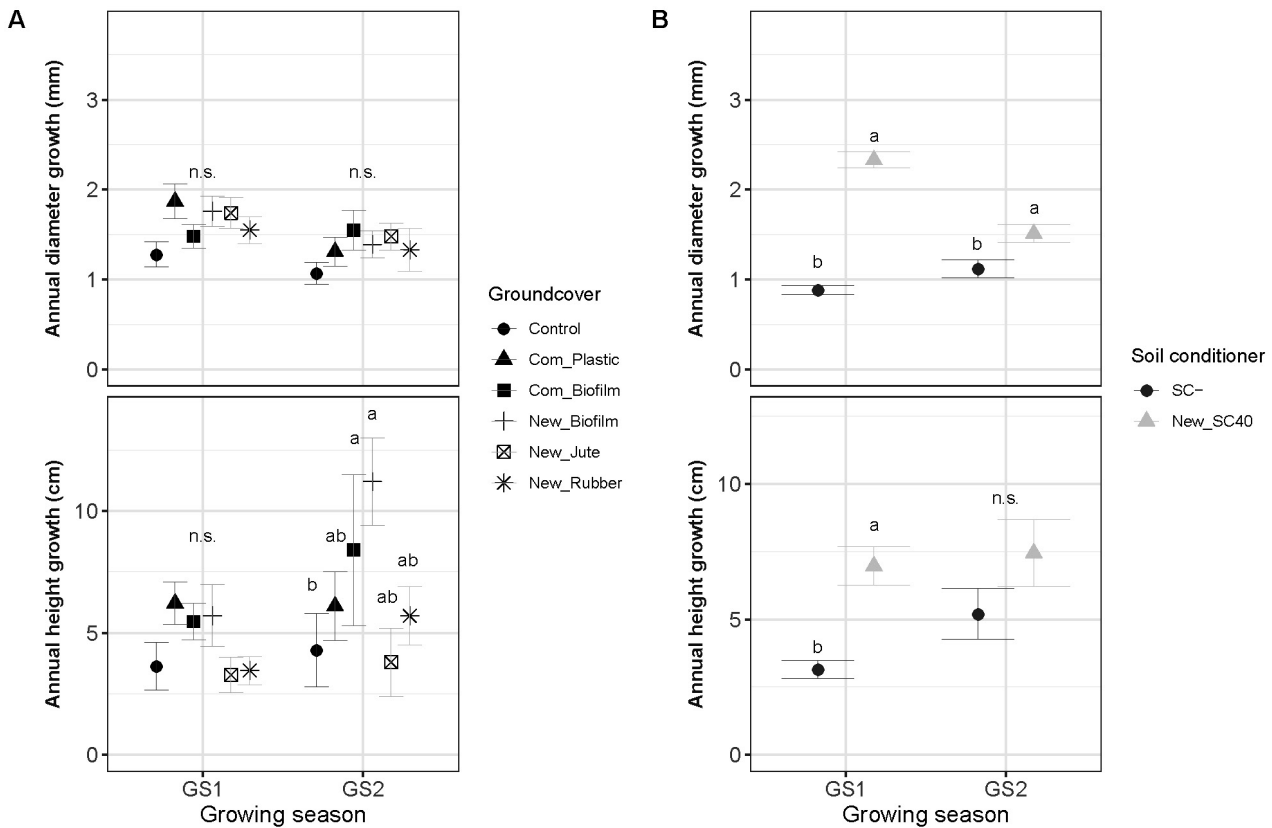 A
Annual diameter growth (mm)
3
2
1
0
n.s.
n.s.
Annual height growth (cm)
10
5
0
n.s.
b
ab
a
a
ab
ab
GS1
GS2
Growing season
Groundcover
Control
Com_Plastic
Com_Biofilm
New_Biofilm
New_Jute
New_Rubber
B
Annual diameter growth (mm)
3
2
1
0
b
a
b
a
Annual height growth (cm)
10
5
0
b
a
n.s.
GS1
GS2
Growing season
Soil conditioner
SC−
New_SC40